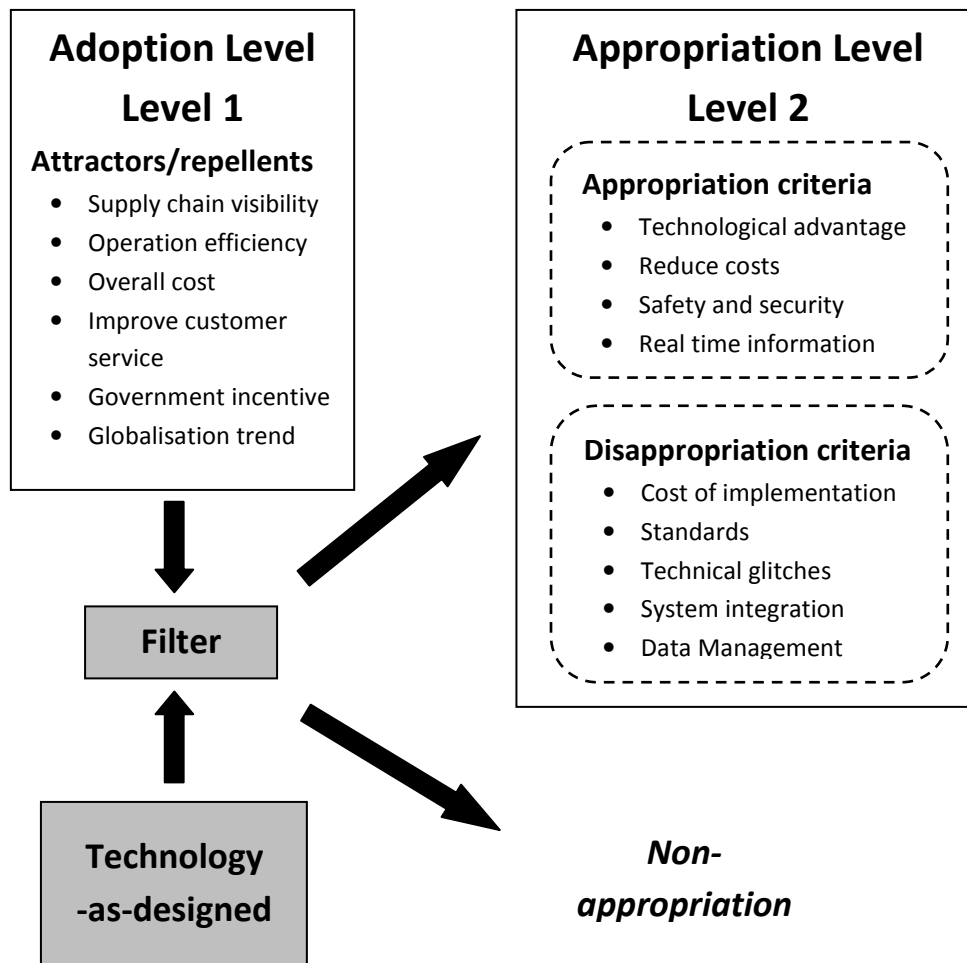 Adoption Level
Level 1
Attractors/repellents
• Supply chain visibility
• Operation efficiency
• Overall cost
• Improve customer
service
• Government incentive
• Globalisation trend
Filter
Technology
-as-designed
Appropriation Level
Level 2
Appropriation criteria
• Technological advantage
• Reduce costs
• Safety and security
• Real time information
Disappropriation criteria
• Cost of implementation
• Standards
• Technical glitches
• System integration
• Data Management
Non-
appropriation